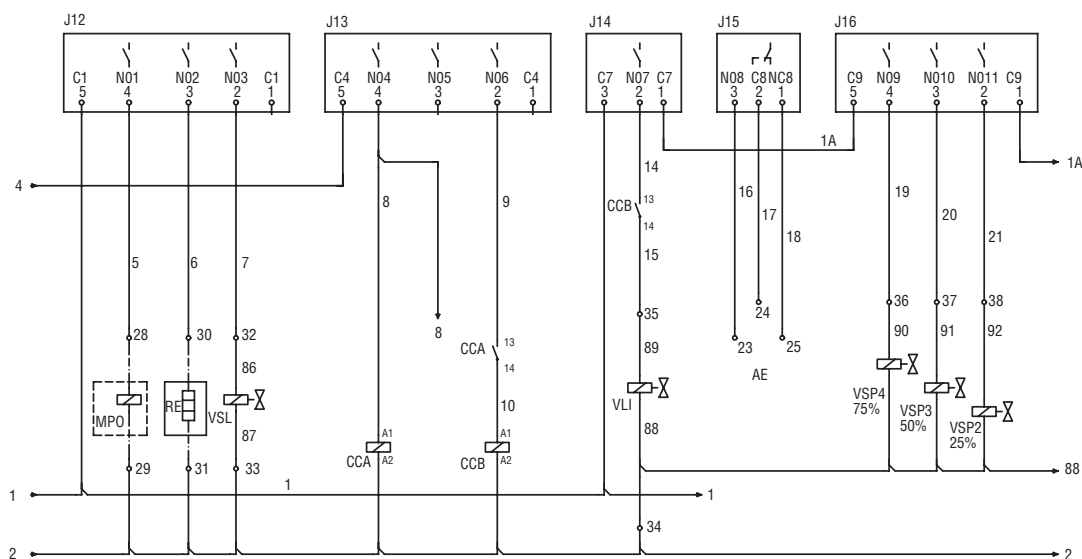 J12 J13 J14 J15 J16
C1 N01 N02 N03 C1 C4 N04 N05 N06 C4 C7 N07 C7 N08 C8 NC8 C9 N09 N010 N011 C9
5 4 3 2 1 5 4 3 2 1 3 2 1 3 2 1 5 4 3 2 1
1A
14 1A
4
16 19
8 9 CCB 13
17 20
14
18
5 6 7 15 21
24 36 37 38
35
28 30 32 8 23 25 90 91 92
CCA 13
89
14
86 AE
VSP4
75%
MPO RE VSL VLI VSP3
50%
10 VSP2
25%
87 88
A1 A1
CCA A2 CCB A2
29 31 33 88
1 1 1
34
2 2